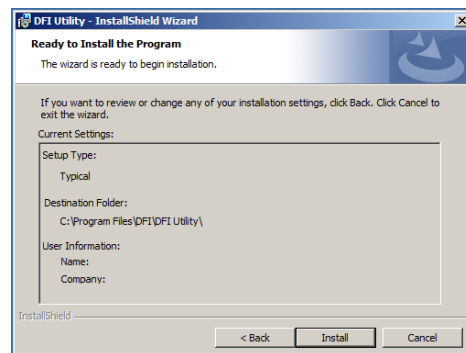 DFI Utility - InstallShield Wizard
Ready to Install the Program
The wizard is ready to begin installation.
If you want to review or change any of your installation settings, click Back. Click Cancel to
exit the wizard.
Current Settings:
Setup Type:
Typical
Destination Folder:
C:\Program Files\DFI\DFI Utility\
User Information:
Name:
Company:
InstallShield
< Back
Install
Cancel